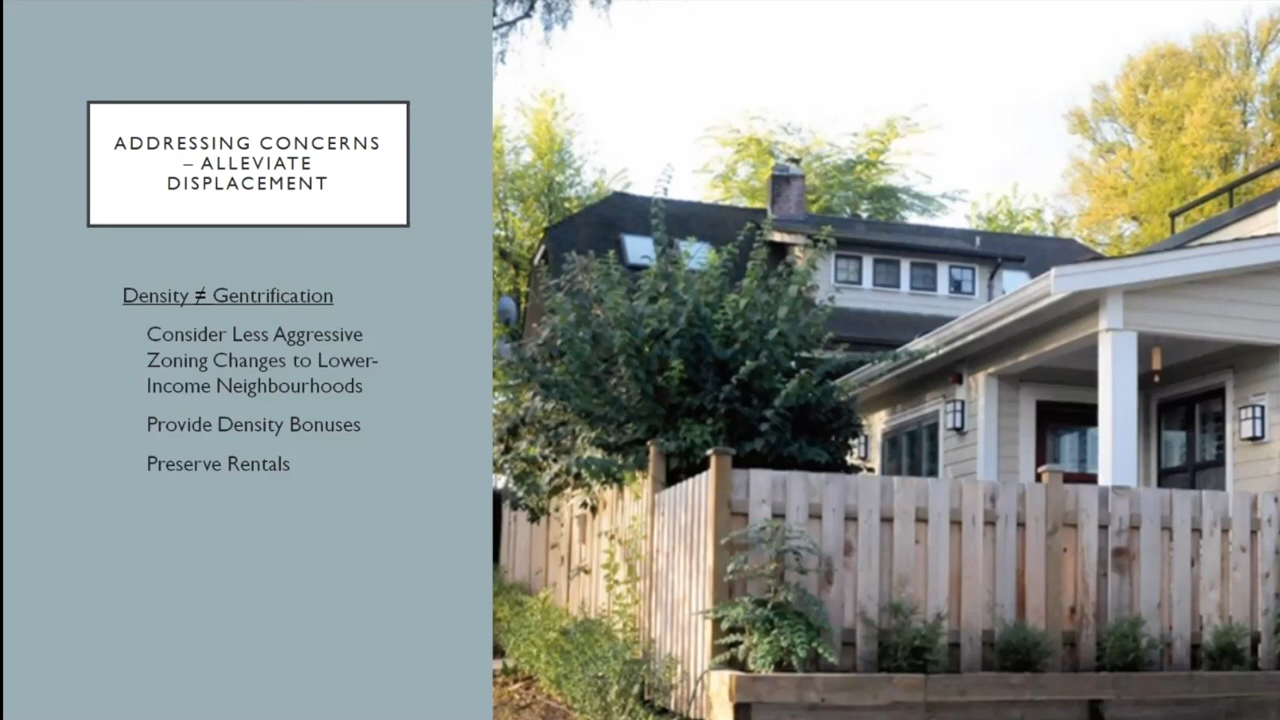 ADDRESSING CONCERNS
– ALLEVIATE
DISPLACEMENT
Density ≠ Gentrification
Consider Less Aggressive
Zoning Changes to Lower-
Income Neighbourhoods
Provide Density Bonuses
Preserve Rentals